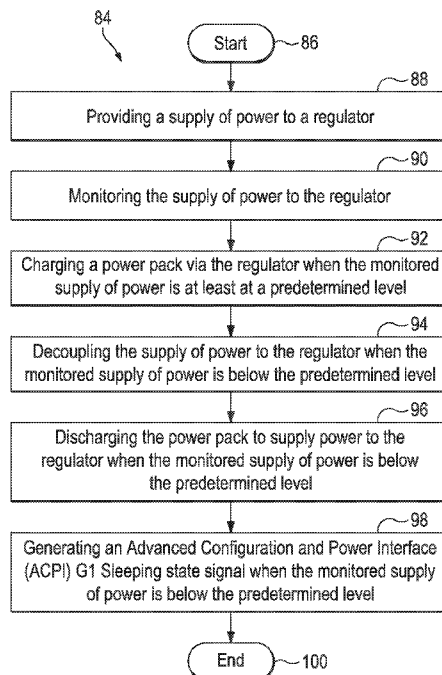 84
Start
86
88
Providing a supply of power to a regulator
90
Monitoring the supply of power to the regulator
92
Charging a power pack via the regulator when the monitored
supply of power is at least at a predetermined level
94
Decoupling the supply of power to the regulator when the
monitored supply of power is below the predetermined level
96
Discharging the power pack to supply power to the
regulator when the monitored supply of power is below
the predetermined level
98
Generating an Advanced Configuration and Power Interface
(ACPI) G1 Sleeping state signal when the monitored supply
of power is below the predetermined level
End
100